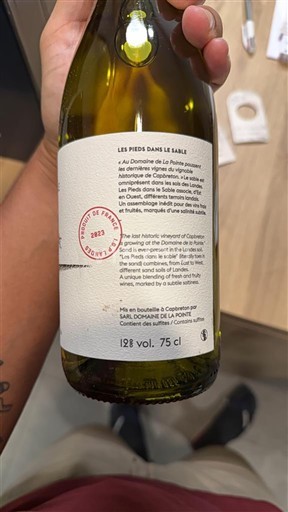 LES PIEDS DANS LE SABLE
« Au Domaine de La Pointe poussent
les dernières vignes du vignoble
historique de Capbreton. » Le sable est
omniprésent dans les sols des Landes.
Les Pieds dans le Sable associe, d'Est
en Ouest, différents terroirs landais.
Un assemblage inédit pour des vins frais
et fruités, marqués d'une salinité subtile.
PRODUIT DE FRANCE
2023
The last historic vineyard of Capbreton
is growing at the Domaine de la Pointe
Sand is ever-present in the Landes soil.
"Les Pieds dans le sable" (the dry toes in
the sand) combines, from East to West,
different sand soils of Landes.
A unique blending of fresh and fruity
wines, marked by a subtle saltiness.
Mis en bouteille à Capbreton par
SARL DOMAINE DE LA POINTE
Contient des sulfites / Contains sulfites
12% vol. 75 cl